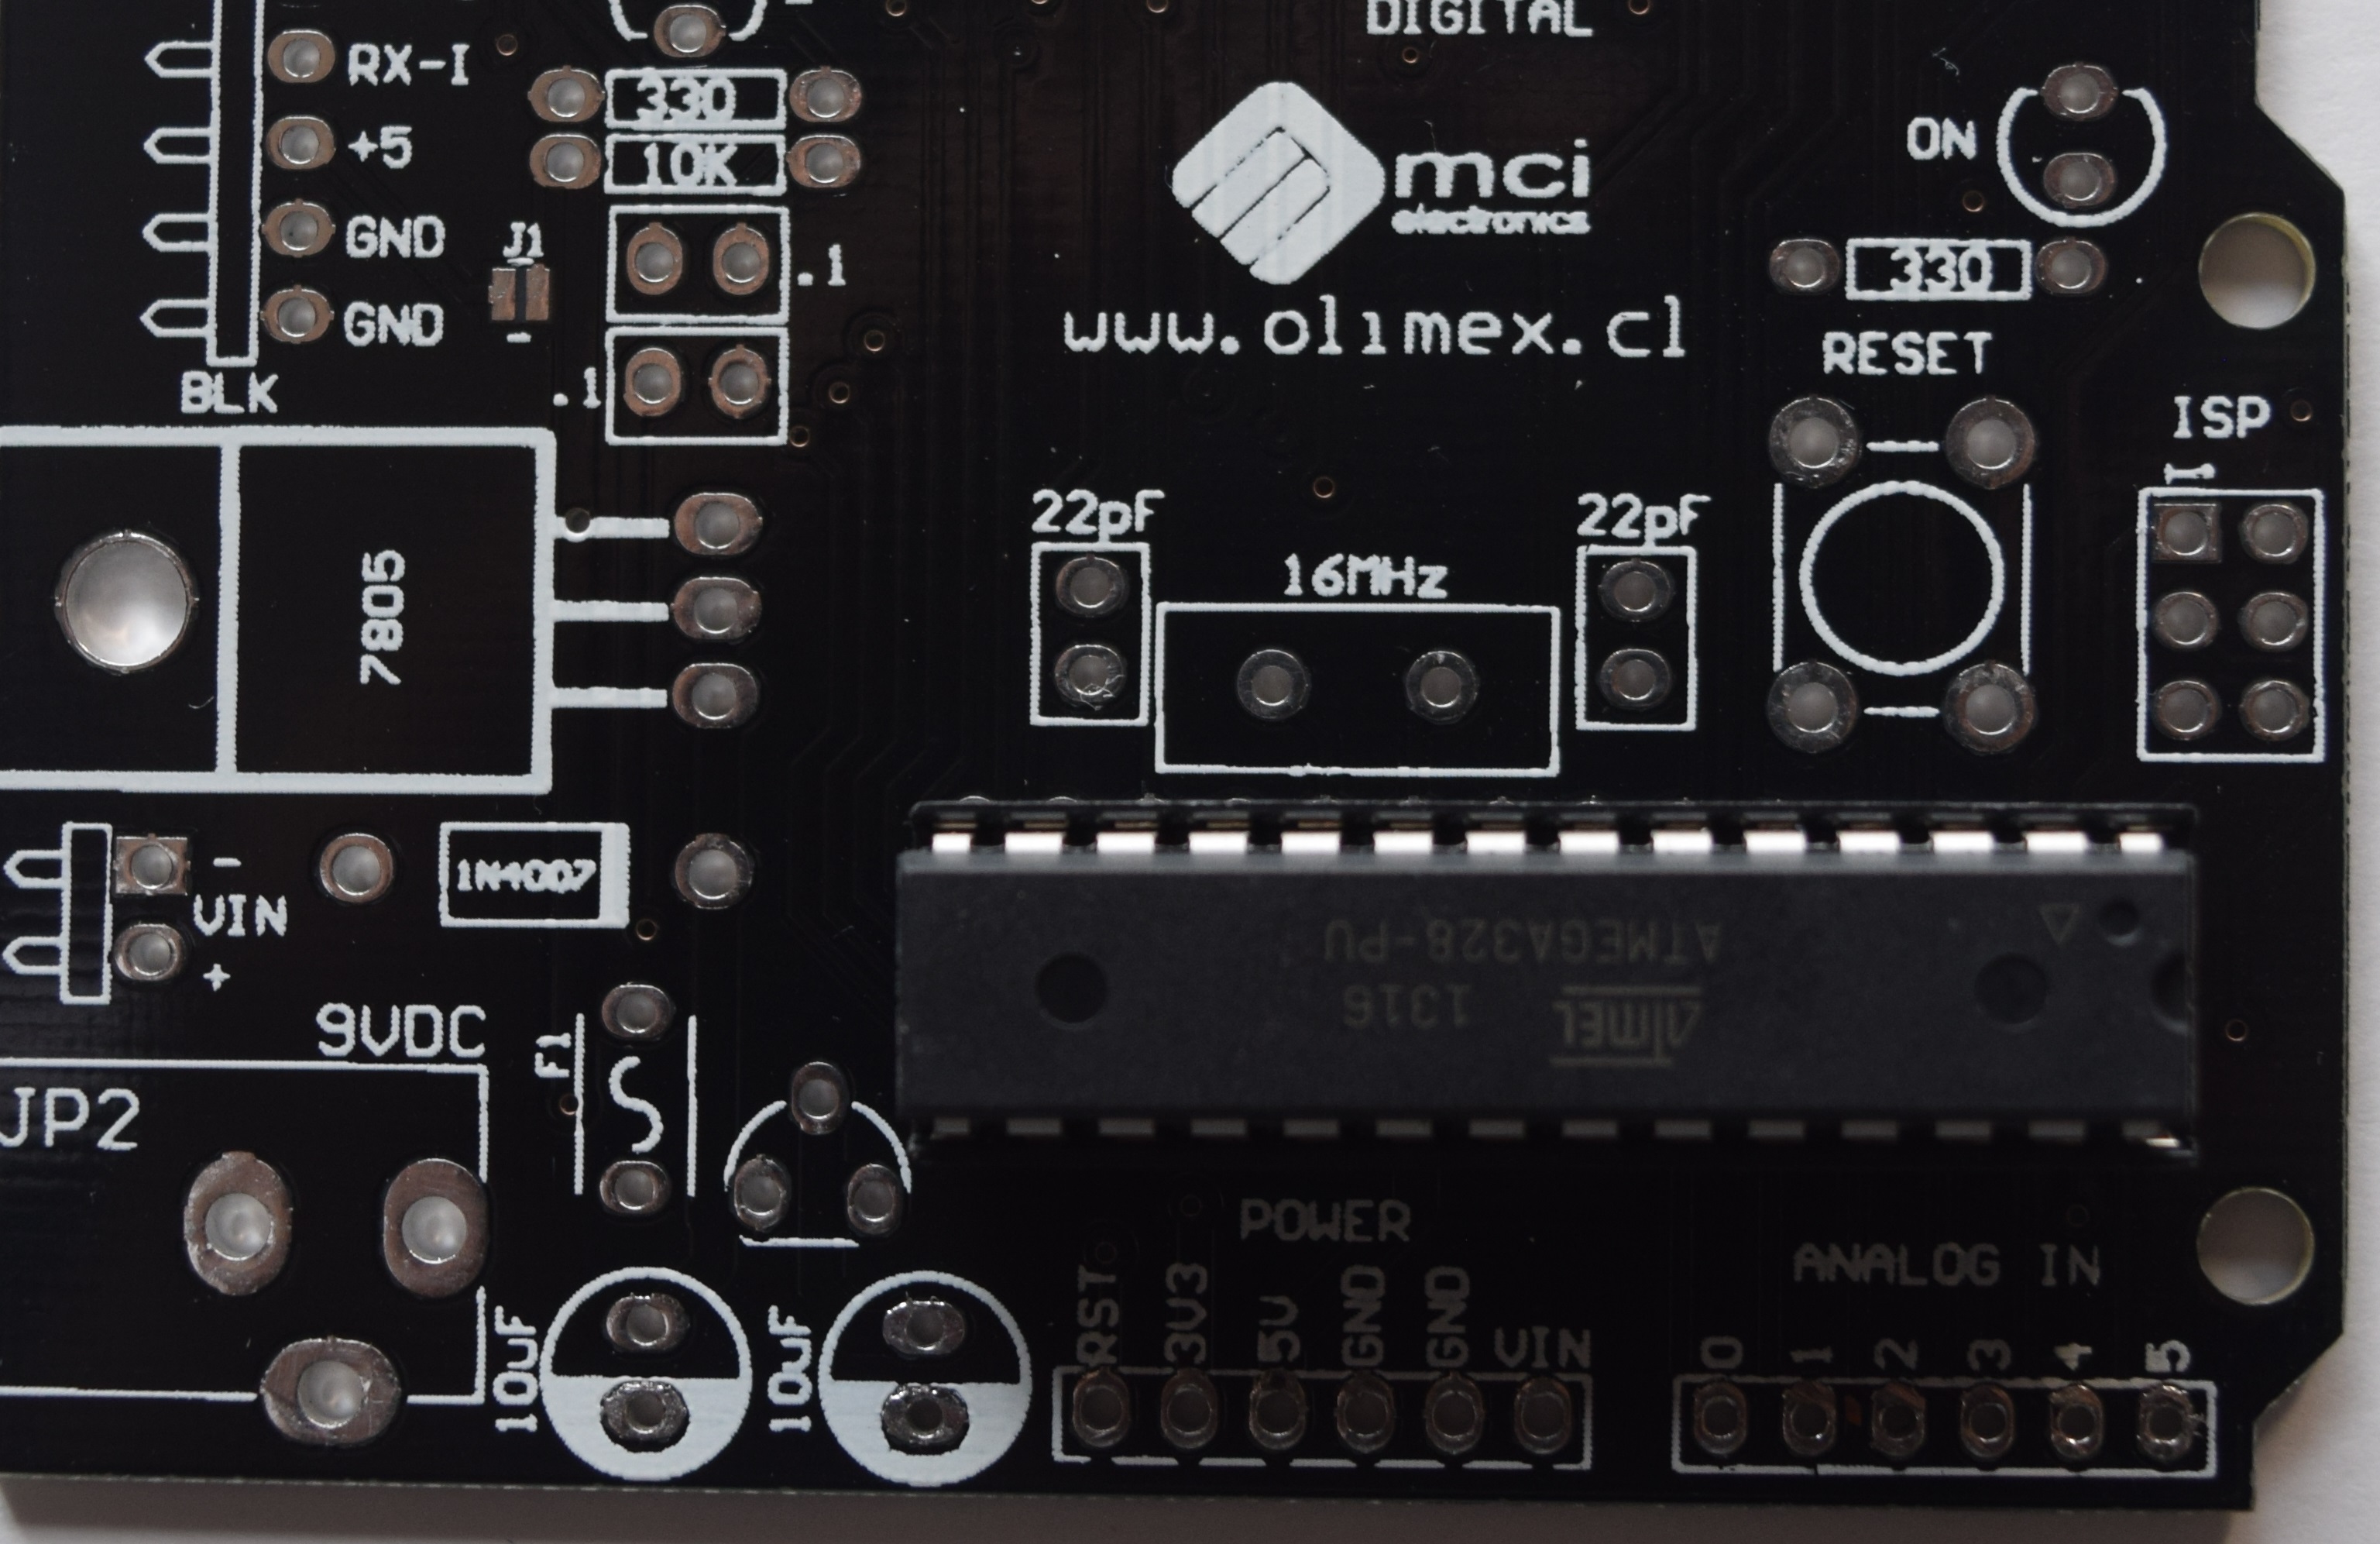 DIGITAL
RX-I
+5
GND
GND
BLK
330
10K
J1
.1
.1
mci
electronics
www.olimex.cl
ON
330
RESET
ISP
1
22pF
16MHz
22pF
7805
-
VIN
+
1N4007
9VDC
JP2
F1
ATMEGA328-PU
ATMEL 1316
POWER
RST 3V3 5V GND GND VIN
ANALOG IN
0 1 2 3 4 5
10uF
10uF